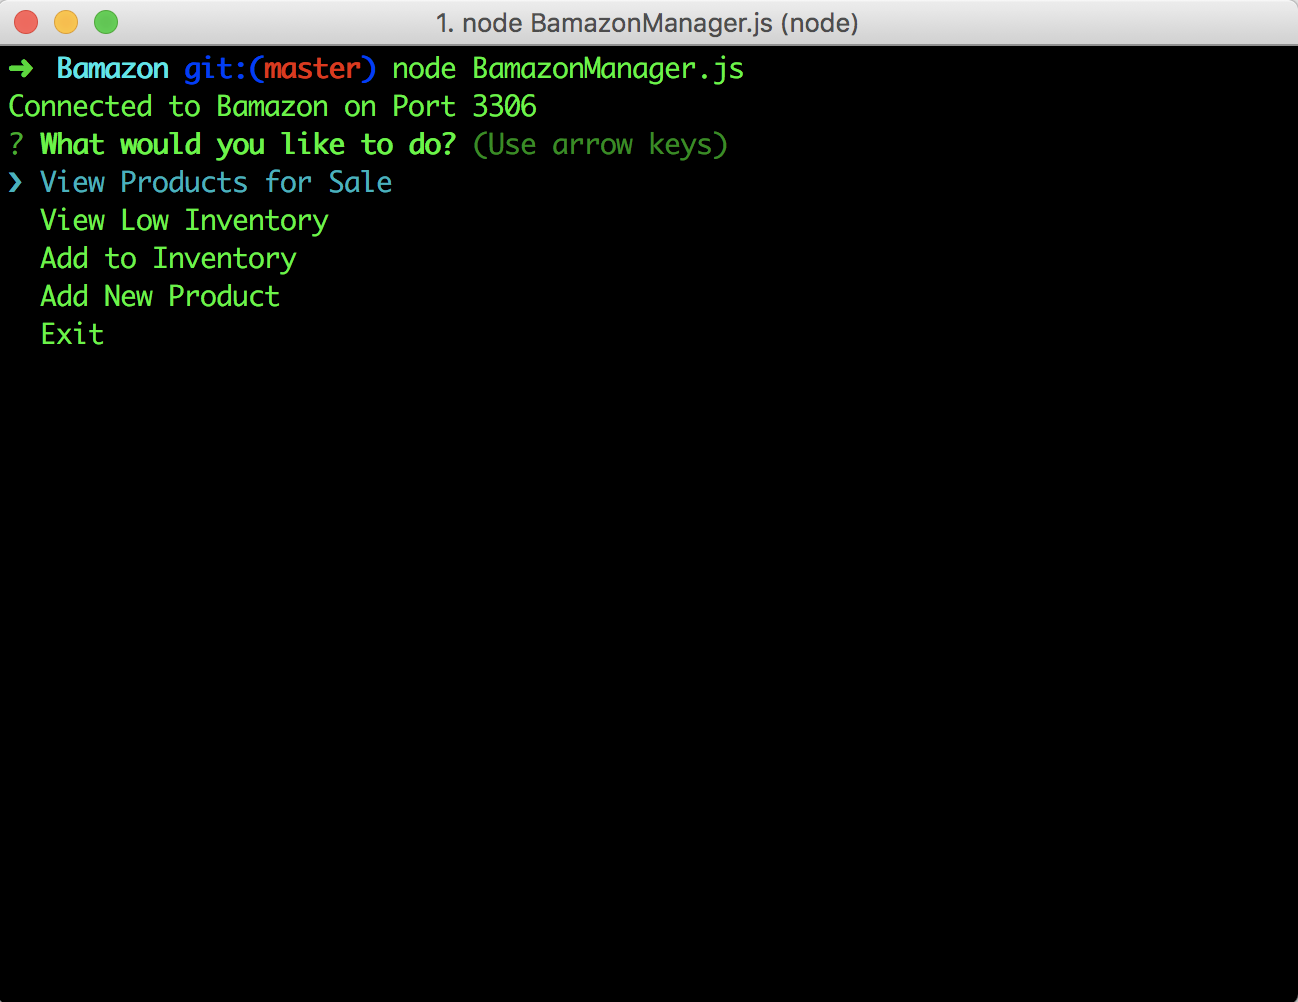 1. node BamazonManager.js (node)
➜ Bamazon git:(master) node BamazonManager.js
Connected to Bamazon on Port 3306
? What would you like to do? (Use arrow keys)
❯ View Products for Sale
View Low Inventory
Add to Inventory
Add New Product
Exit